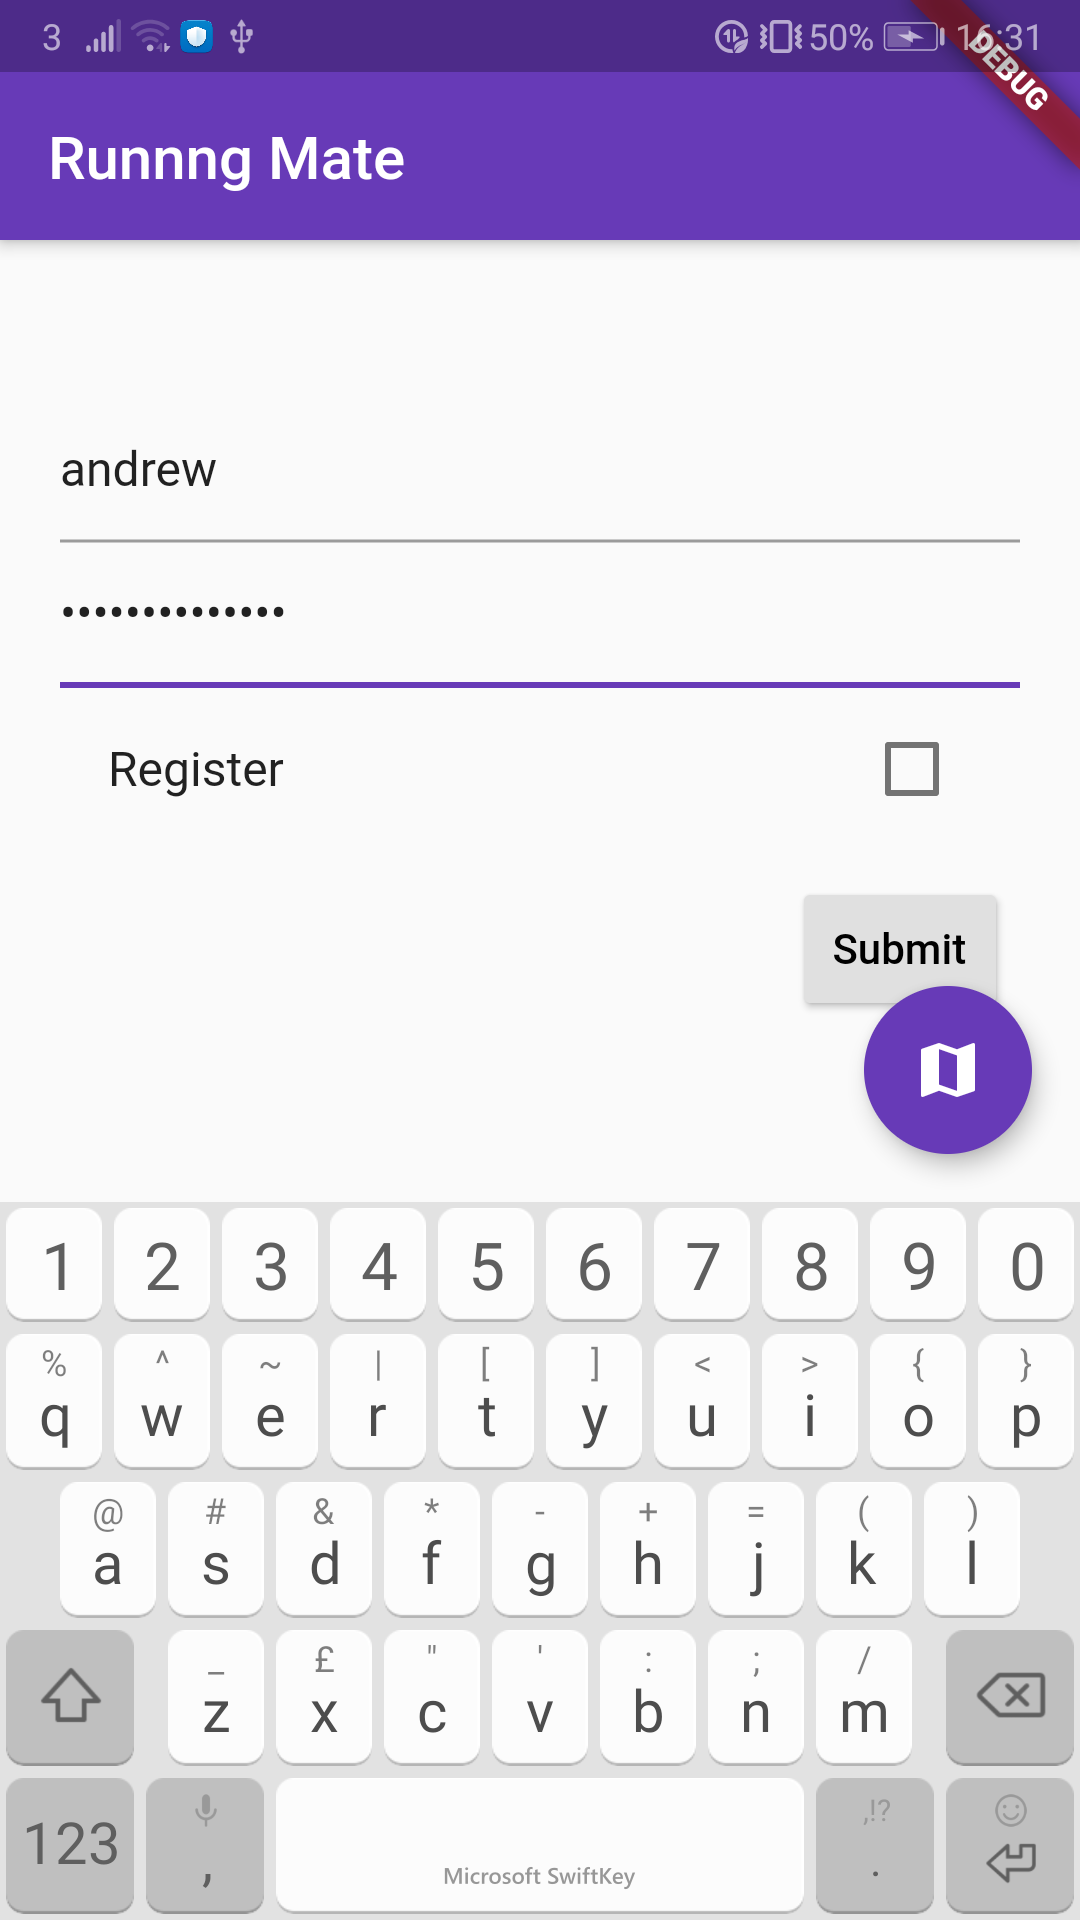 3 50% 16:31
DEBUG
Runnng Mate
andrew
••••••••••••••
Register
Submit
1 2 3 4 5 6 7 8 9 0
% ^ ~ | [ ] < > { }
q w e r t y u i o p
@ # & * - + = ( )
a s d f g h j k l
_ £ " ' : ; /
z x c v b n m
,!?
123 , .
Microsoft SwiftKey